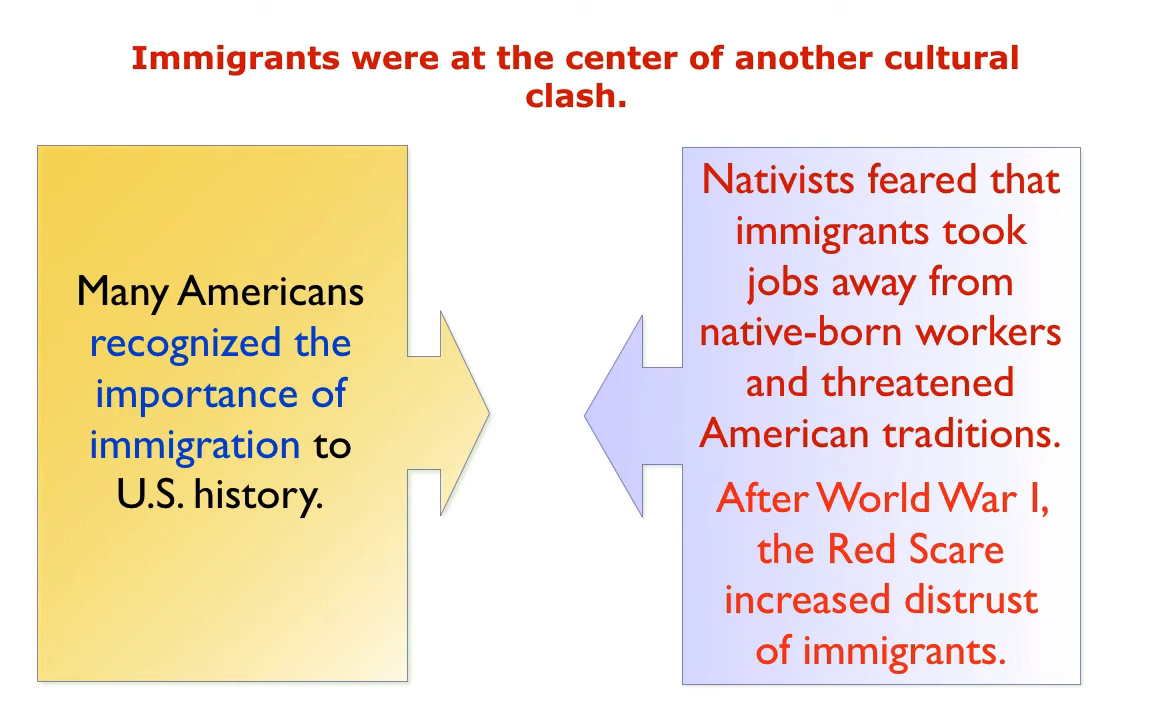 Immigrants were at the center of another cultural
clash.
Many Americans
recognized the
importance of
immigration to
U.S. history.
Nativists feared that
immigrants took
jobs away from
native-born workers
and threatened
American traditions.
After World War I,
the Red Scare
increased distrust
of immigrants.